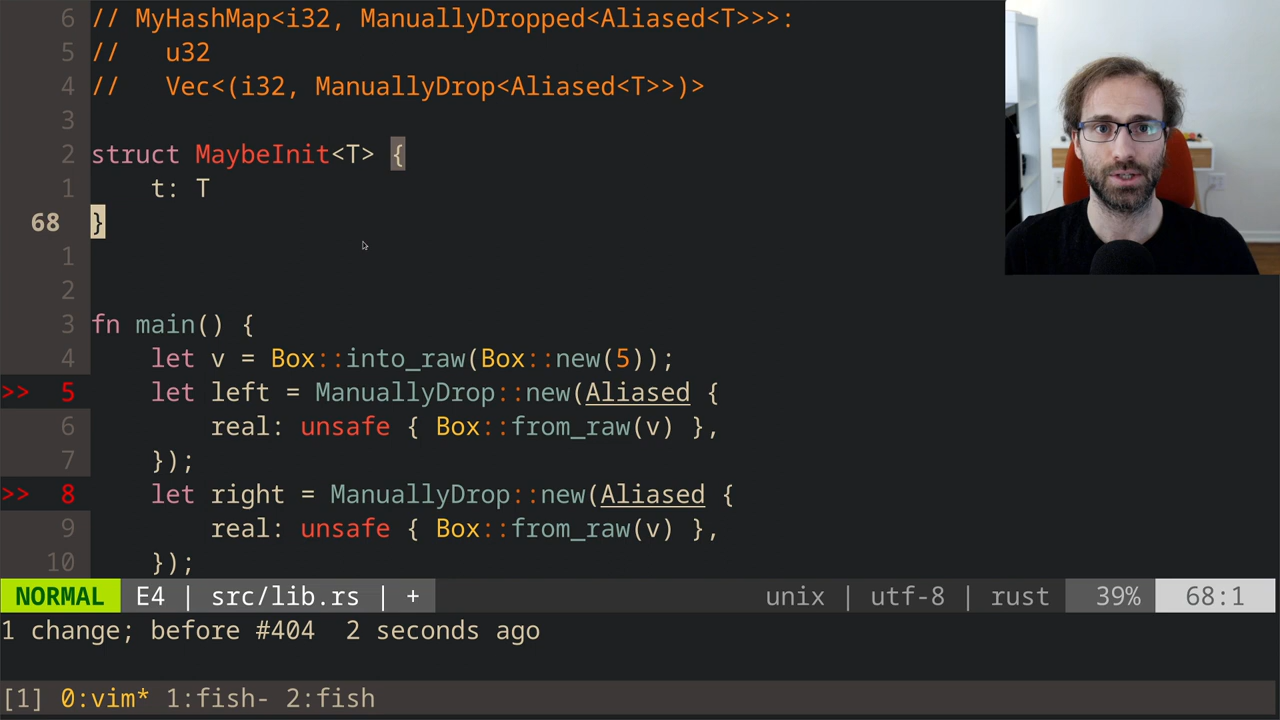 6 // MyHashMap<i32, ManuallyDropped<Aliased<T>>>:
5 //   u32
4 //   Vec<(i32, ManuallyDrop<Aliased<T>>)>
3
2 struct MaybeInit<T> {
1     t: T
68 }
1
2
3 fn main() {
4     let v = Box::into_raw(Box::new(5));
>> 5     let left = ManuallyDrop::new(Aliased {
6         real: unsafe { Box::from_raw(v) },
7     });
>> 8     let right = ManuallyDrop::new(Aliased {
9         real: unsafe { Box::from_raw(v) },
10     });
NORMAL E4 | src/lib.rs | + unix | utf-8 | rust 39% 68:1
1 change; before #404  2 seconds ago
[1] 0:vim* 1:fish- 2:fish